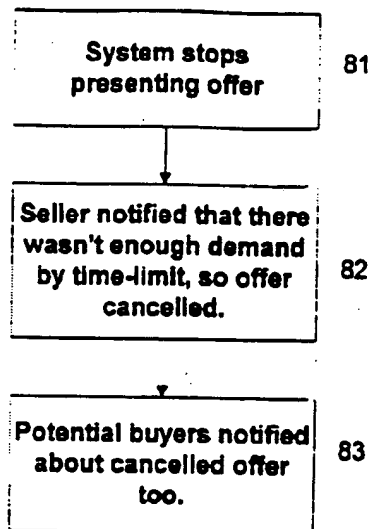 System stops
presenting offer
81
Seller notified that there
wasn't enough demand
by time-limit, so offer
cancelled.
82
Potential buyers notified
about cancelled offer
too.
83